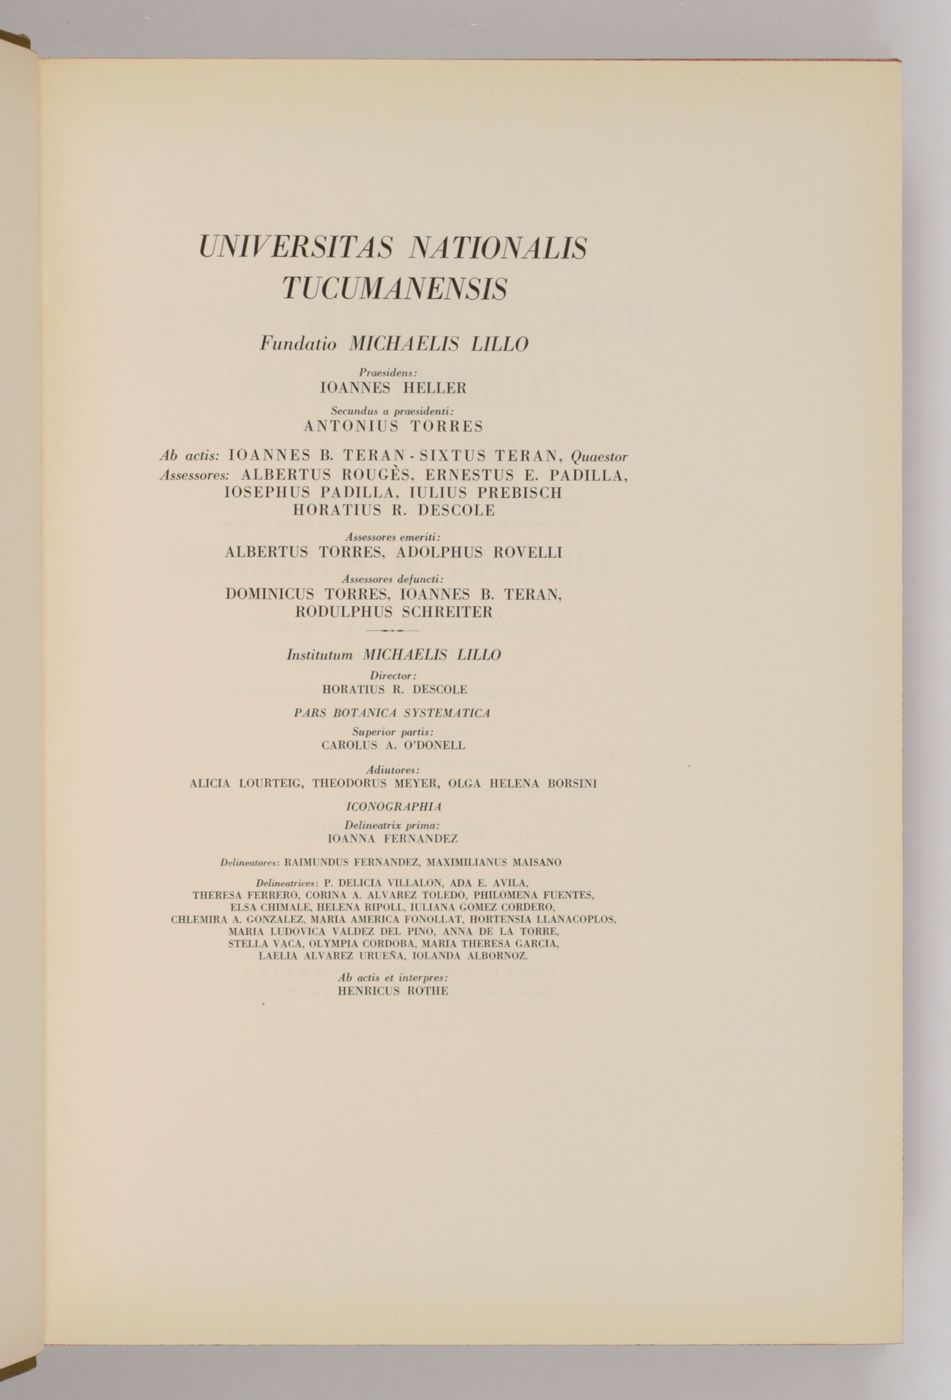 UNIVERSITAS NATIONALIS
TUCUMANENSIS
Fundatio MICHAELIS LILLO
Praesidens:
IOANNES HELLER
Secundus a praesidenti:
ANTONIUS TORRES
Ab actis: IOANNES B. TERAN - SIXTUS TERAN, Quaestor
Assessores: ALBERTUS ROUGÈS, ERNESTUS E. PADILLA,
IOSEPHUS PADILLA, IULIUS PREBISCH
HORATIUS R. DESCOLE
Assessores emeriti:
ALBERTUS TORRES, ADOLPHUS ROVELLI
Assessores defuncti:
DOMINICUS TORRES, IOANNES B. TERAN,
RODULPHUS SCHREITER
Institutum MICHAELIS LILLO
Director:
HORATIUS R. DESCOLE
PARS BOTANICA SYSTEMATICA
Superior partis:
CAROLUS A. O'DONELL
Adiutores:
ALICIA LOURTEIG, THEODORUS MEYER, OLGA HELENA BORSINI
ICONOGRAPHIA
Delineatrix prima:
IOANNA FERNANDEZ
Delineatores: RAIMUNDUS FERNANDEZ, MAXIMILIANUS MAISANO
Delineatrices: P. DELICIA VILLALON, ADA E. AVILA,
THERESA FERRERO, CORINA A. ALVAREZ TOLEDO, PHILOMENA FUENTES,
ELSA CHIMALE, HELENA RIPOLL, IULIANA GOMEZ CORDERO,
CHLEMIRA A. GONZALEZ, MARIA AMERICA FONOLLAT, HORTENSIA LLANACOPLOS,
MARIA LUDOVICA VALDEZ DEL PINO, ANNA DE LA TORRE,
STELLA VACA, OLYMPIA CORDOBA, MARIA THERESA GARCIA,
LAELIA ALVAREZ URUEÑA, IOLANDA ALBORNOZ.
Ab actis et interpres:
HENRICUS ROTHE